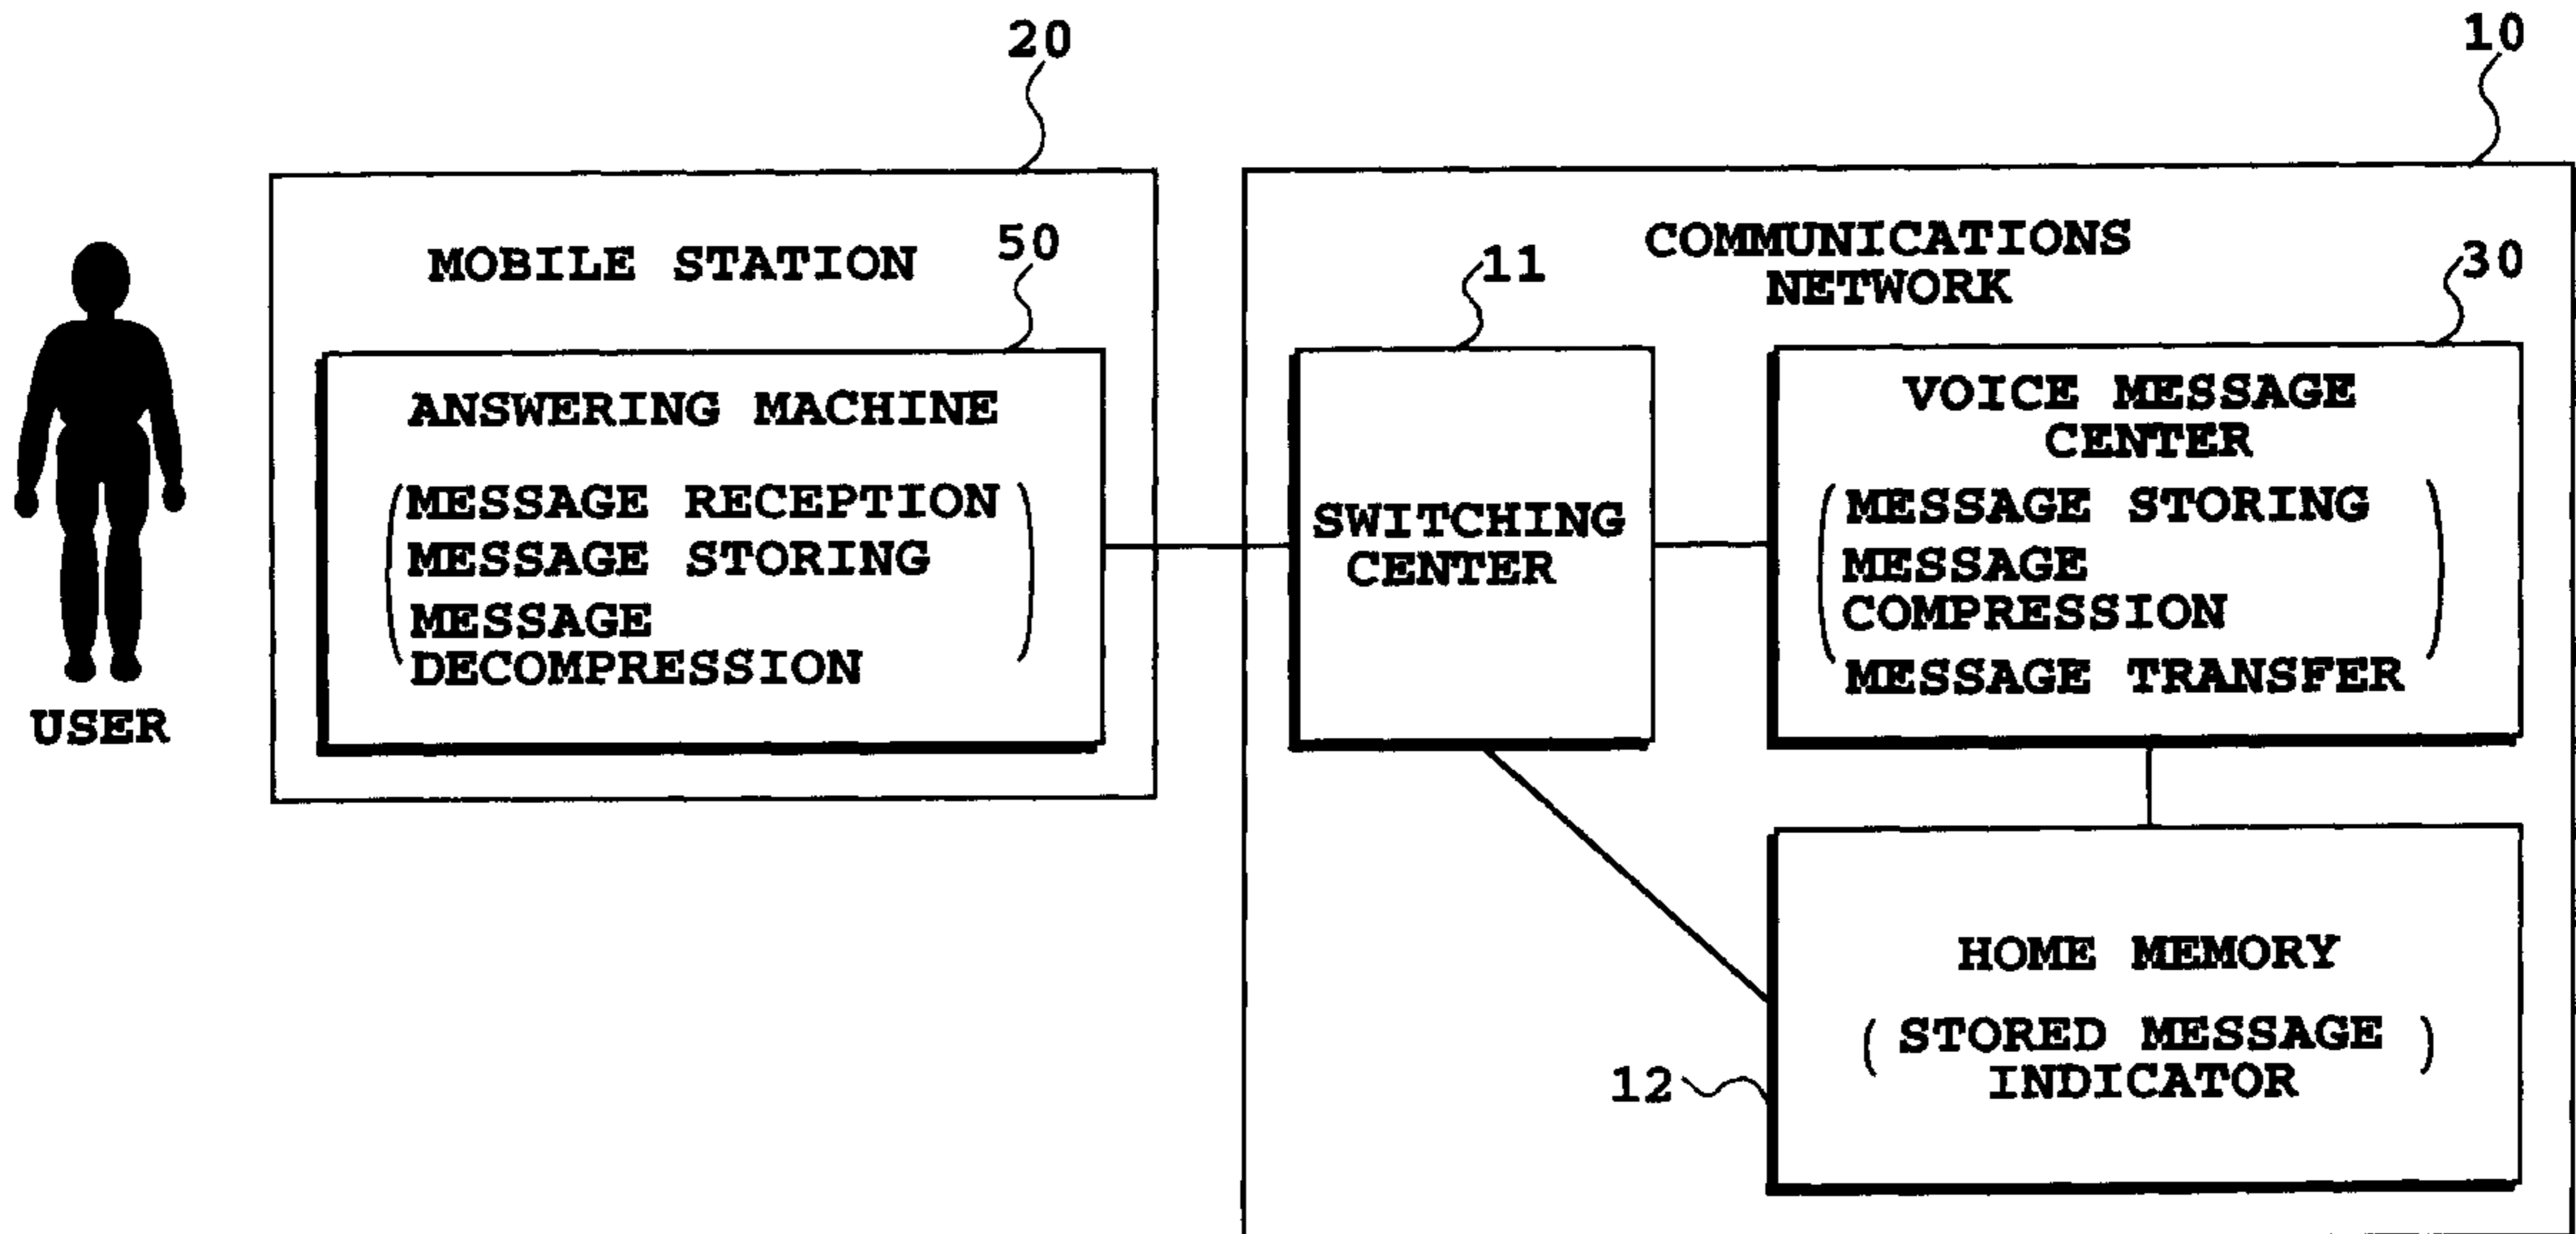 20
10
MOBILE STATION
50
ANSWERING MACHINE
(MESSAGE RECEPTION
MESSAGE STORING
MESSAGE
DECOMPRESSION)
USER
COMMUNICATIONS
NETWORK
11
SWITCHING
CENTER
30
VOICE MESSAGE
CENTER
(MESSAGE STORING
MESSAGE
COMPRESSION
MESSAGE TRANSFER)
HOME MEMORY
(STORED MESSAGE
INDICATOR)
12